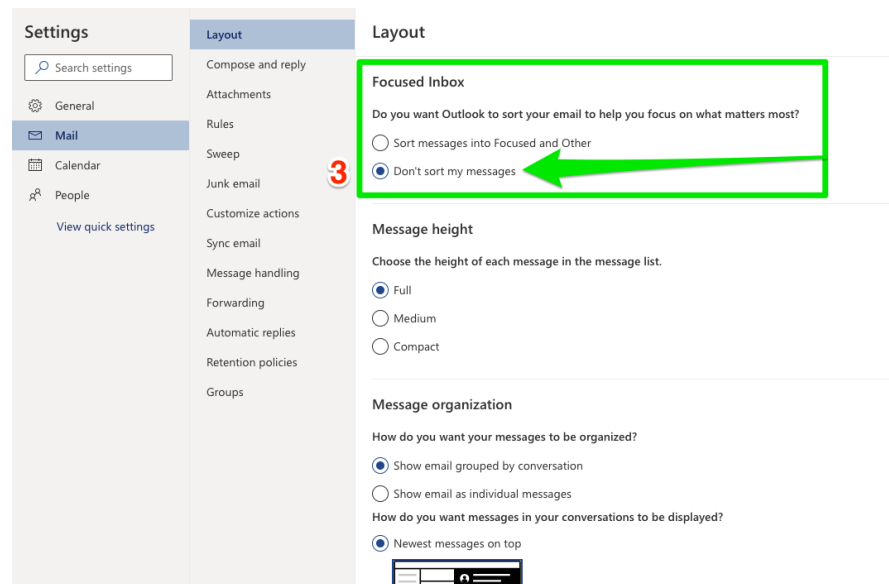 Settings
Search settings
General
Mail
Calendar
People
View quick settings
Layout
Compose and reply
Attachments
Rules
Sweep
Junk email
Customize actions
Sync email
Message handling
Forwarding
Automatic replies
Retention policies
Groups
Layout
Focused Inbox
Do you want Outlook to sort your email to help you focus on what matters most?
Sort messages into Focused and Other
3
Don't sort my messages
Message height
Choose the height of each message in the message list.
Full
Medium
Compact
Message organization
How do you want your messages to be organized?
Show email grouped by conversation
Show email as individual messages
How do you want messages in your conversations to be displayed?
Newest messages on top